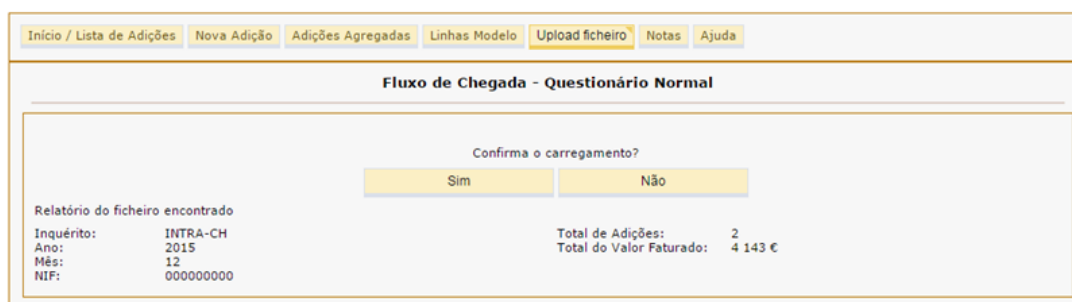 Início / Lista de Adições Nova Adição Adições Agregadas Linhas Modelo Upload ficheiro Notas Ajuda
Fluxo de Chegada - Questionário Normal
Confirma o carregamento?
Sim Não
Relatório do ficheiro encontrado
Inquérito: INTRA-CH Total de Adições: 2
Ano: 2015 Total do Valor Faturado: 4 143 €
Mês: 12
NIF: 000000000